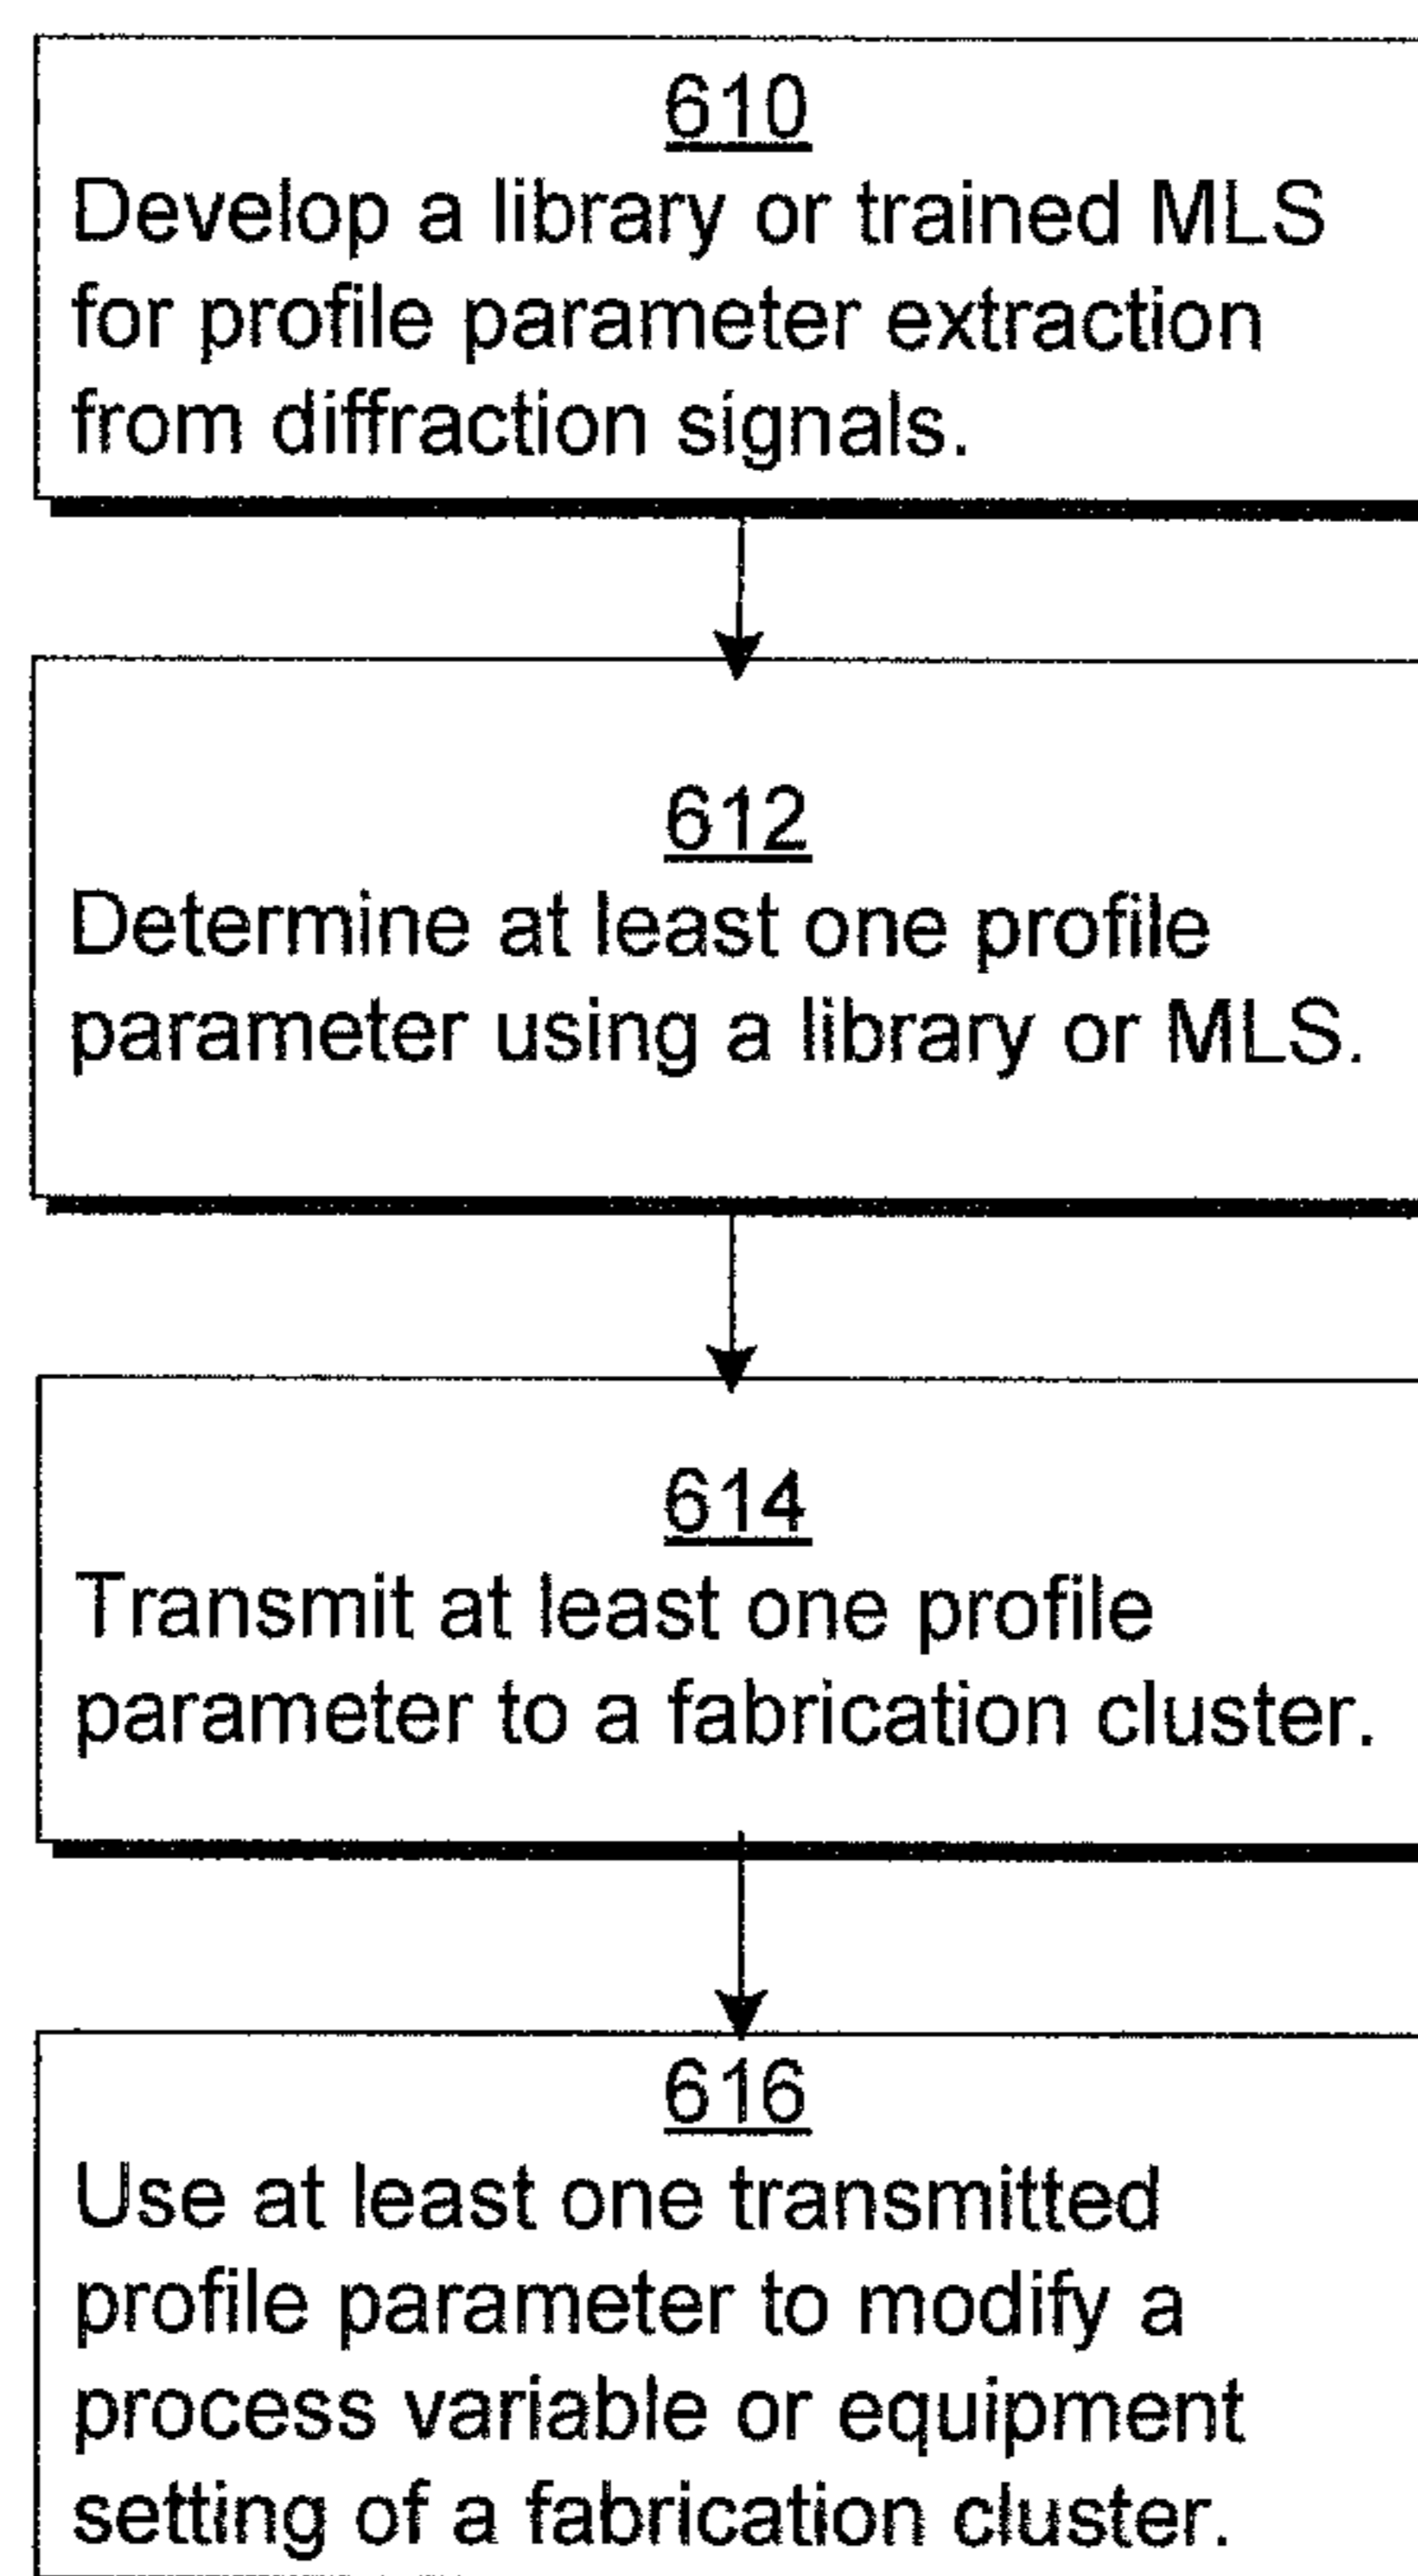 610
Develop a library or trained MLS
for profile parameter extraction
from diffraction signals.
612
Determine at least one profile
parameter using a library or MLS.
614
Transmit at least one profile
parameter to a fabrication cluster.
616
Use at least one transmitted
profile parameter to modify a
process variable or equipment
setting of a fabrication cluster.